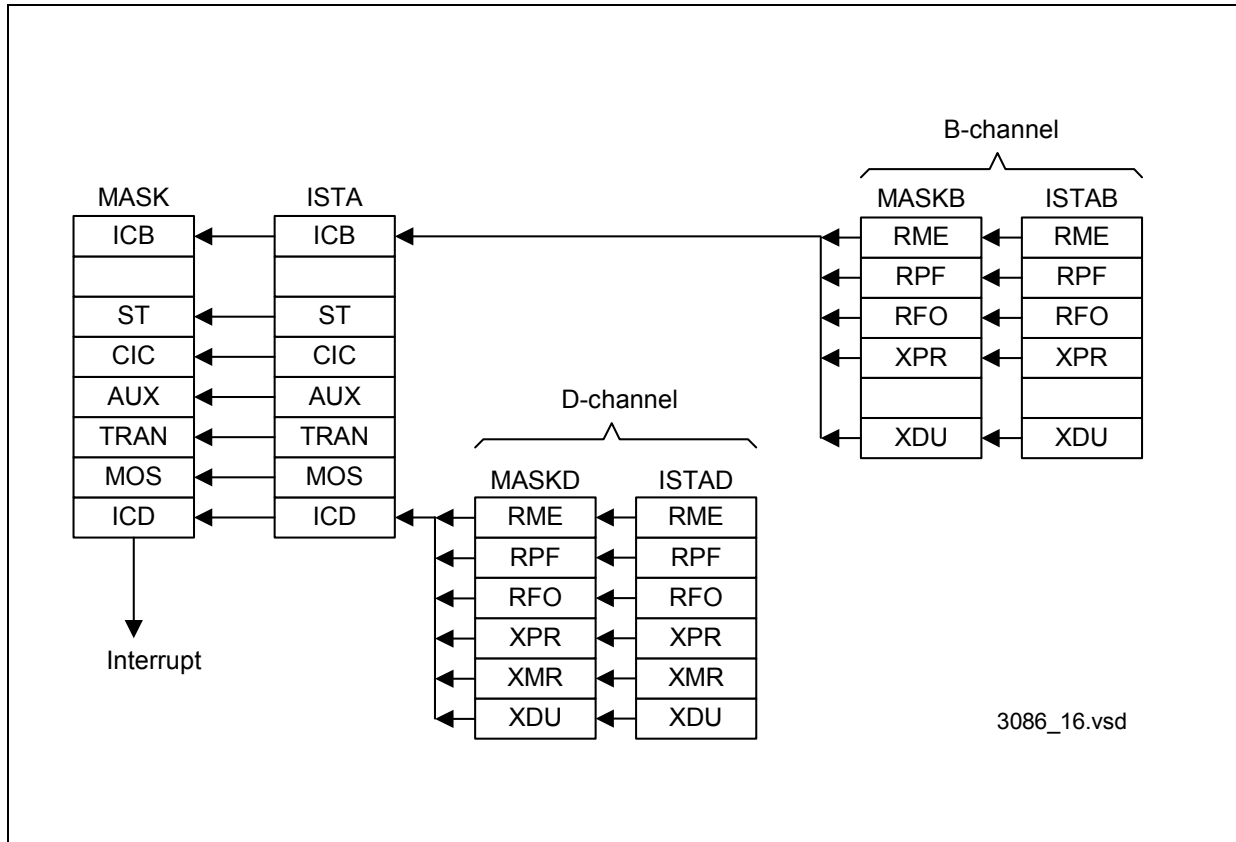 B-channel
MASK ISTA MASKB ISTAB
ICB ICB RME RME
RPF RPF
ST ST RFO RFO
CIC CIC XPR XPR
AUX AUX
D-channel
TRAN TRAN XDU XDU
MOS MOS MASKD ISTAD
ICD ICD RME RME
RPF RPF
RFO RFO
XPR XPR
Interrupt
XMR XMR
XDU XDU
3086_16.vsd